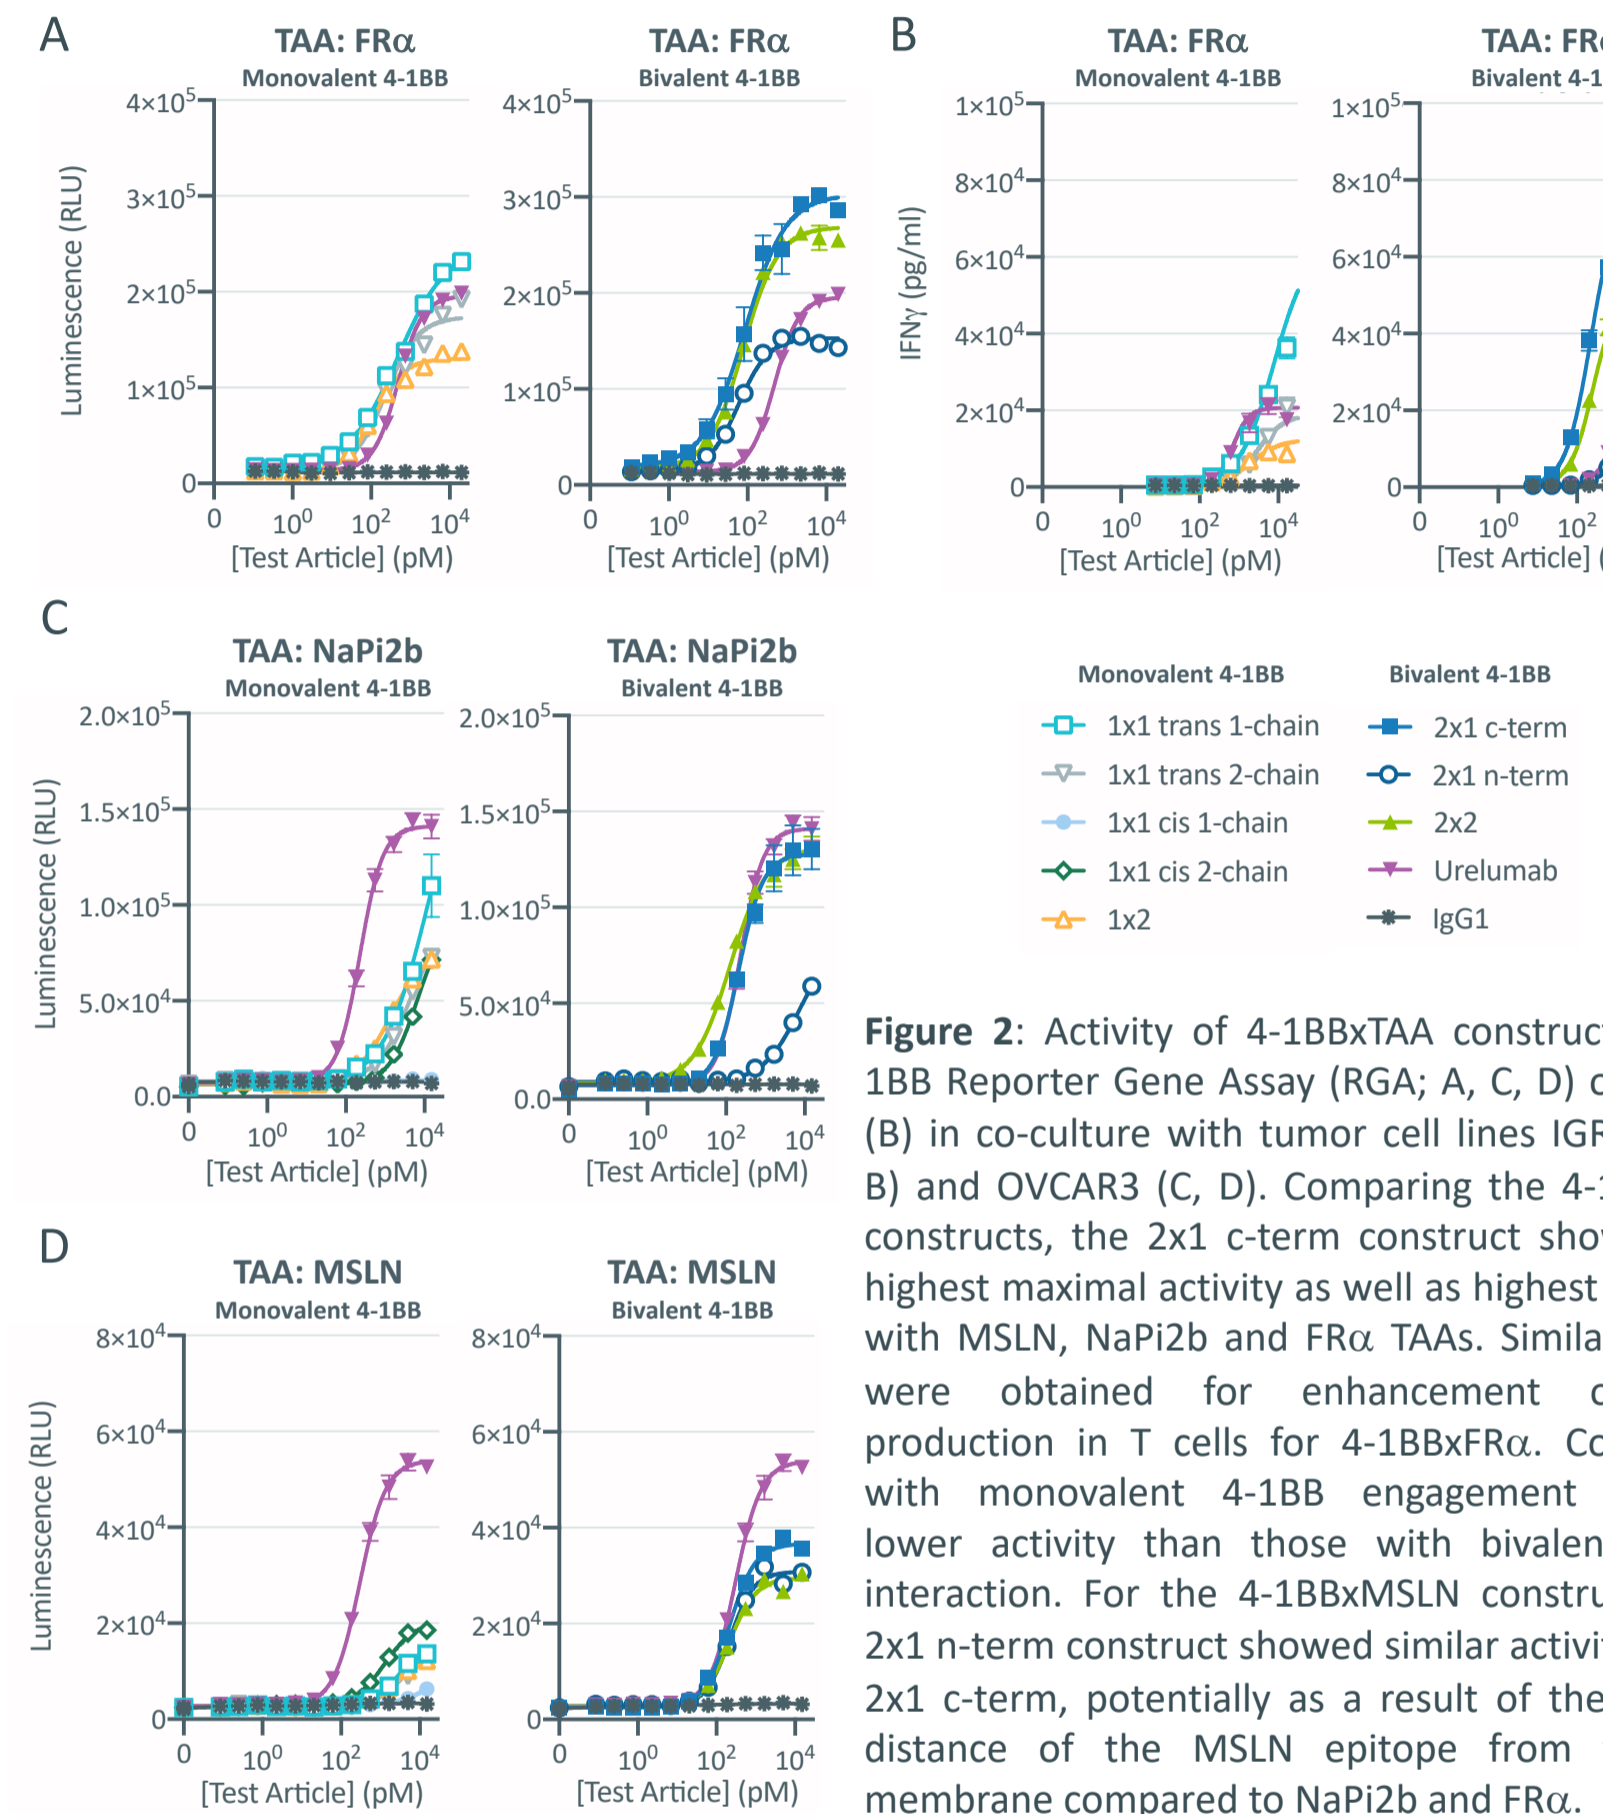 A
TAA: FRα
Monovalent 4-1BB
Luminescence (RLU)
4×10⁵
3×10⁵
2×10⁵
1×10⁵
0
0 10⁰ 10² 10⁴
[Test Article] (pM)
TAA: FRα
Bivalent 4-1BB
4×10⁵
3×10⁵
2×10⁵
1×10⁵
0
0 10⁰ 10² 10⁴
[Test Article] (pM)
B
TAA: FRα
Monovalent 4-1BB
IFNγ (pg/ml)
1×10⁵
8×10⁴
6×10⁴
4×10⁴
2×10⁴
0
0 10⁰ 10² 10⁴
[Test Article] (pM)
TAA:
Bivalent
1×10⁵
8×10⁴
6×10⁴
4×10⁴
2×10⁴
0
0 10⁰ 10²
[Test Article]
C
TAA: NaPi2b
Monovalent 4-1BB
Luminescence (RLU)
2.0×10⁵
1.5×10⁵
1.0×10⁵
5.0×10⁴
0.0
0 10⁰ 10² 10⁴
[Test Article] (pM)
TAA: NaPi2b
Bivalent 4-1BB
2.0×10⁵
1.5×10⁵
1.0×10⁵
5.0×10⁴
0.0
0 10⁰ 10² 10⁴
[Test Article] (pM)
Monovalent 4-1BB
1x1 trans 1-chain
1x1 trans 2-chain
1x1 cis 1-chain
1x1 cis 2-chain
1x2
Bivalent 4-1BB
2x1 c-term
2x1 n-term
2x2
Urelumab
IgG1
D
TAA: MSLN
Monovalent 4-1BB
Luminescence (RLU)
8×10⁴
6×10⁴
4×10⁴
2×10⁴
0
0 10⁰ 10² 10⁴
[Test Article] (pM)
TAA: MSLN
Bivalent 4-1BB
8×10⁴
6×10⁴
4×10⁴
2×10⁴
0
0 10⁰ 10² 10⁴
[Test Article] (pM)
Figure 2: Activity of 4-1BBxTAA construct
1BB Reporter Gene Assay (RGA; A, C, D)
(B) in co-culture with tumor cell lines IGR
B) and OVCAR3 (C, D). Comparing the
constructs, the 2x1 c-term construct
highest maximal activity as well as highest
with MSLN, NaPi2b and FRα TAAs. Similar
were obtained for enhancement
production in T cells for 4-1BBxFRα.
with monovalent 4-1BB engagement
lower activity than those with bivalen
interaction. For the 4-1BBxMSLN
2x1 n-term construct showed similar
2x1 c-term, potentially as a result of the
distance of the MSLN epitope from
membrane compared to NaPi2b and FRα.